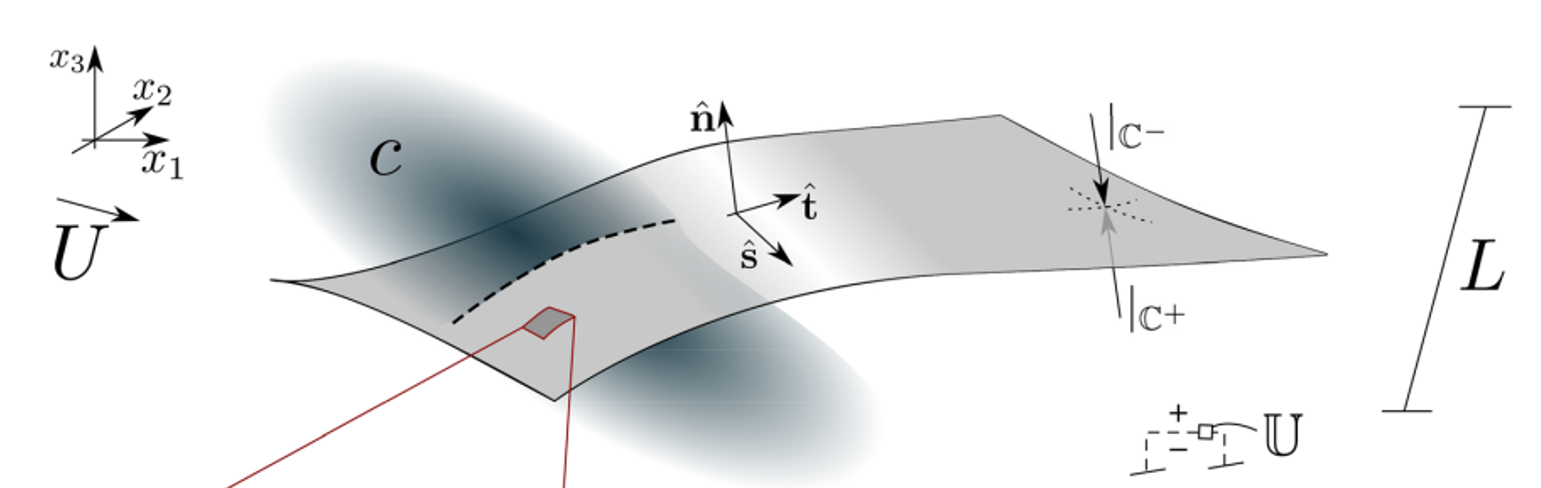 x₃
x₂
x₁
U
c
n̂
t̂
ŝ
|ℂ⁻
|ℂ⁺
L
+
−
𝕌